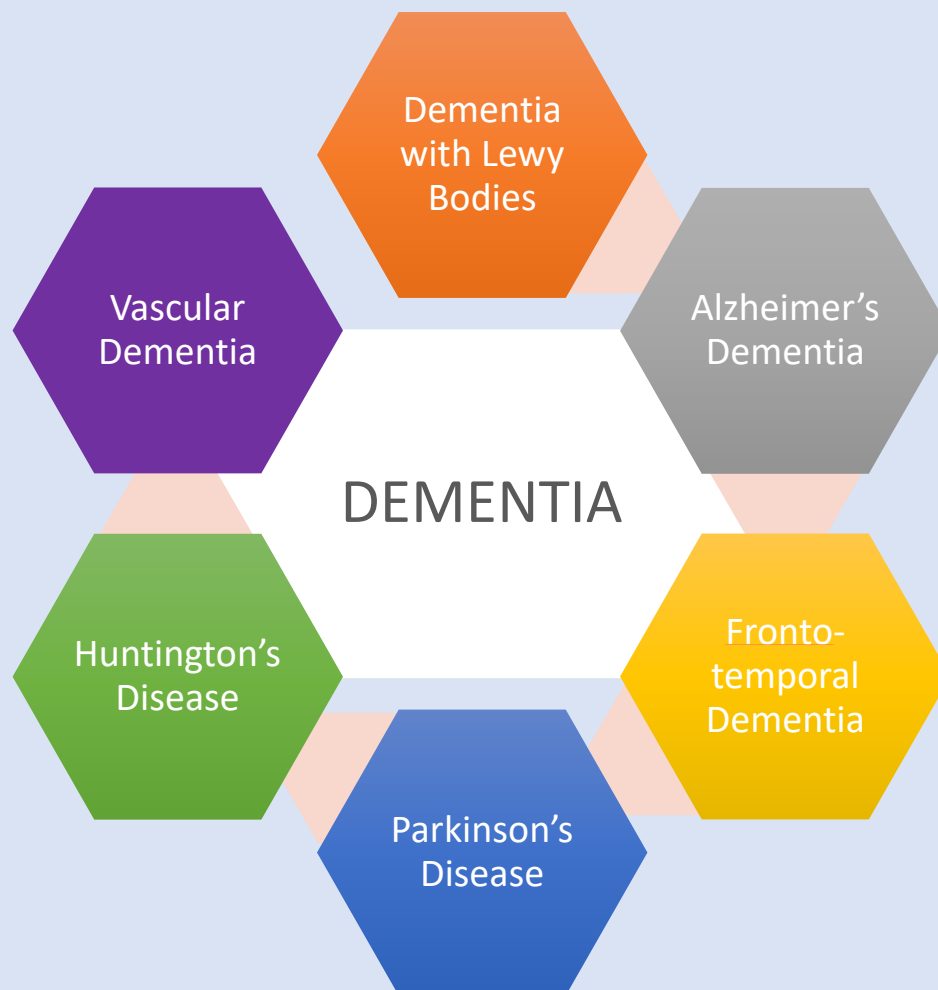 Dementia
with Lewy
Bodies
Vascular
Dementia
Alzheimer’s
Dementia
DEMENTIA
Huntington’s
Disease
Fronto-
temporal
Dementia
Parkinson’s
Disease